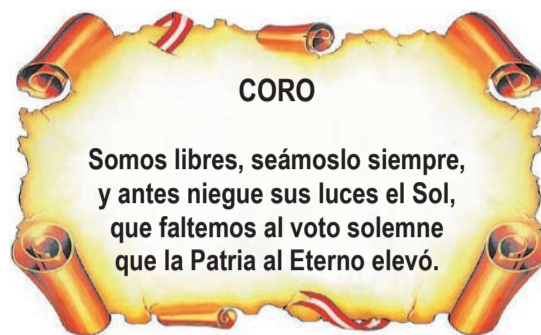 CORO
Somos libres, seámoslo siempre,
y antes niegue sus luces el Sol,
que faltemos al voto solemne
que la Patria al Eterno elevó.